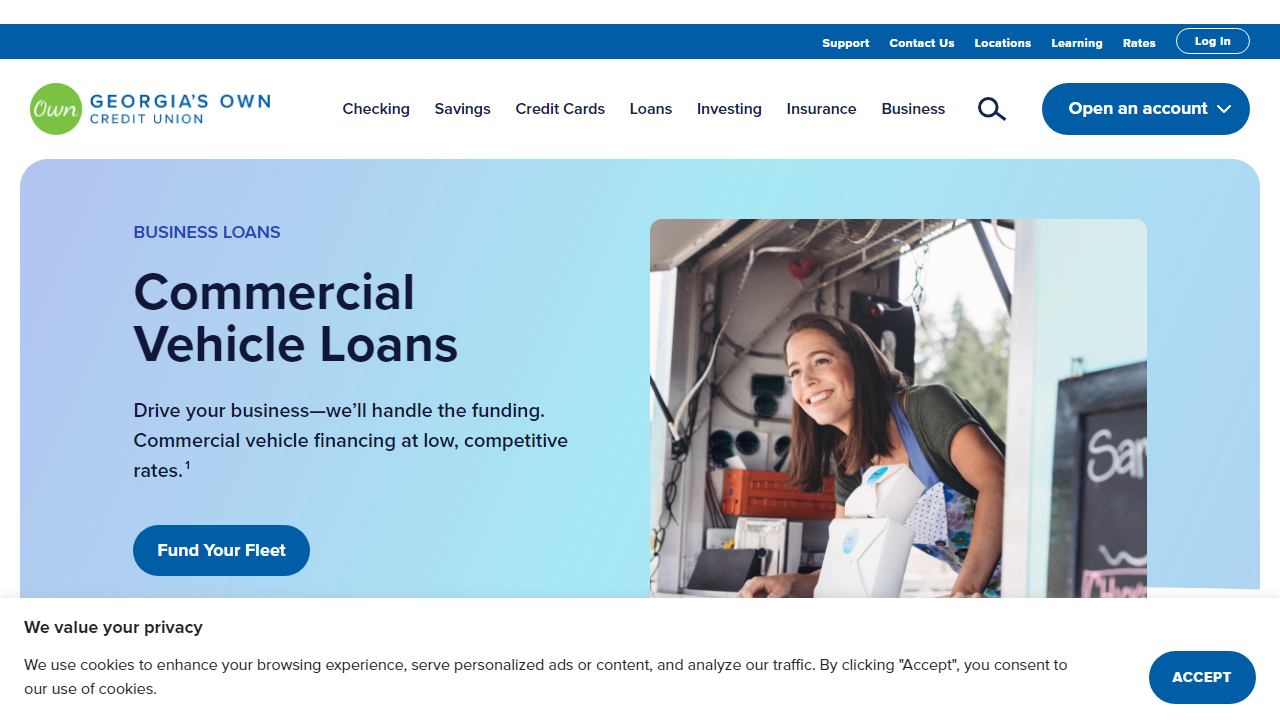 Support Contact Us Locations Learning Rates Log In
Own GEORGIA'S OWN
CREDIT UNION
Checking Savings Credit Cards Loans Investing Insurance Business Open an account
BUSINESS LOANS
Commercial
Vehicle Loans
Drive your business—we'll handle the funding.
Commercial vehicle financing at low, competitive
rates.¹
Fund Your Fleet
We value your privacy
We use cookies to enhance your browsing experience, serve personalized ads or content, and analyze our traffic. By clicking "Accept", you consent to
our use of cookies.
ACCEPT